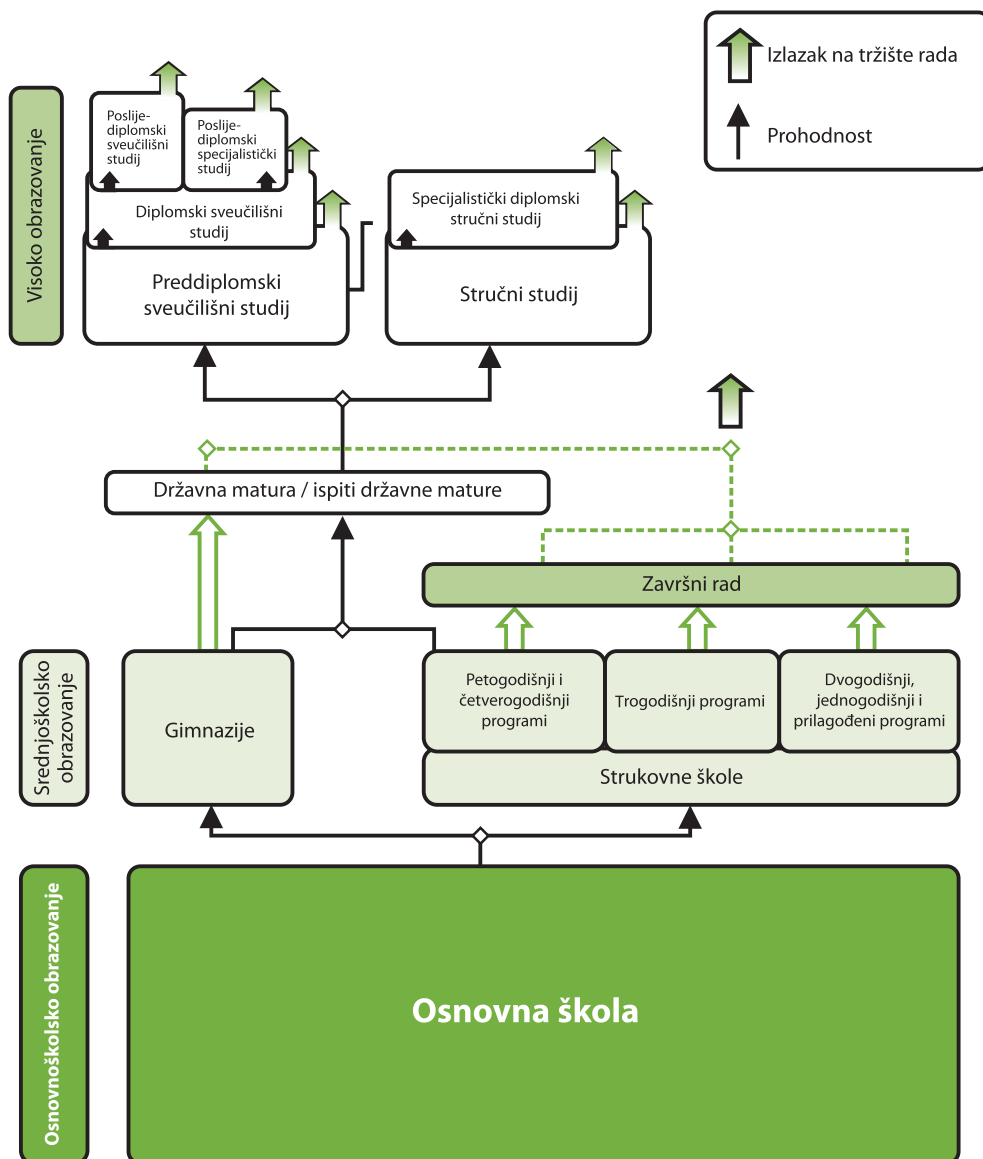 Izlazak na tržište rada
Prohodnost
Visoko obrazovanje
Poslije-
diplomski
sveučilišni
studij
Poslije-
diplomski
specijalistički
studij
Diplomski sveučilišni
studij
Preddiplomski
sveučilišni studij
Specijalistički diplomski
stručni studij
Stručni studij
Državna matura / ispiti državne mature
Završni rad
Srednjoškolsko
obrazovanje
Gimnazije
Petogodišnji i
četverogodišnji
programi
Trogodišnji programi
Dvogodišnji,
jednogodišnji i
prilagođeni programi
Strukovne škole
Osnovnoškolsko obrazovanje
Osnovna škola